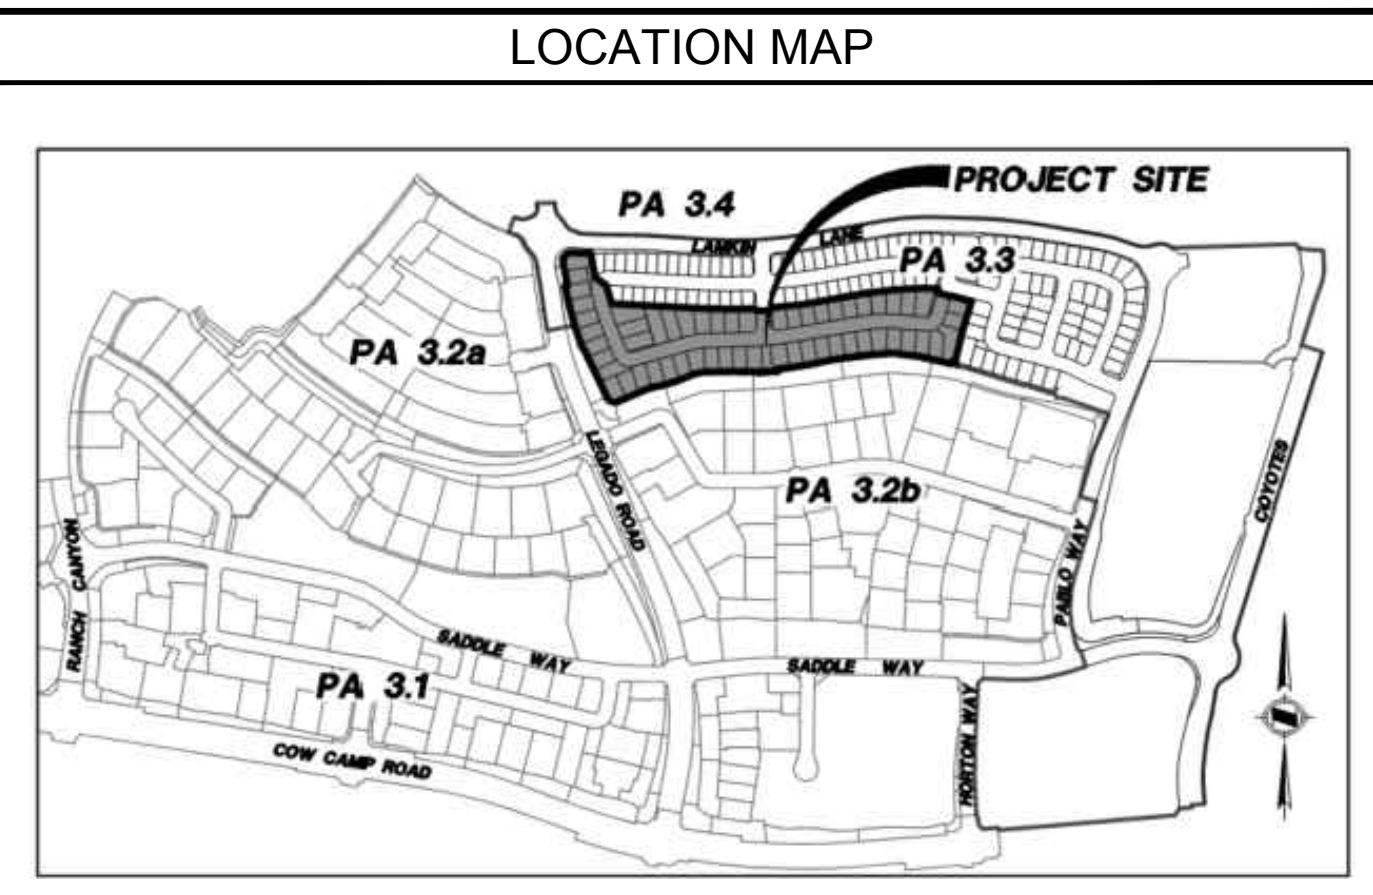 LOCATION MAP
PROJECT SITE
PA 3.4
LAMKIN LANE
PA 3.3
PA 3.2a
LEGADO ROAD
PA 3.2b
COYOTES
PABLO WAY
RANCH CANYON
SADDLE WAY
SADDLE WAY
PA 3.1
HORTON WAY
COW CAMP ROAD